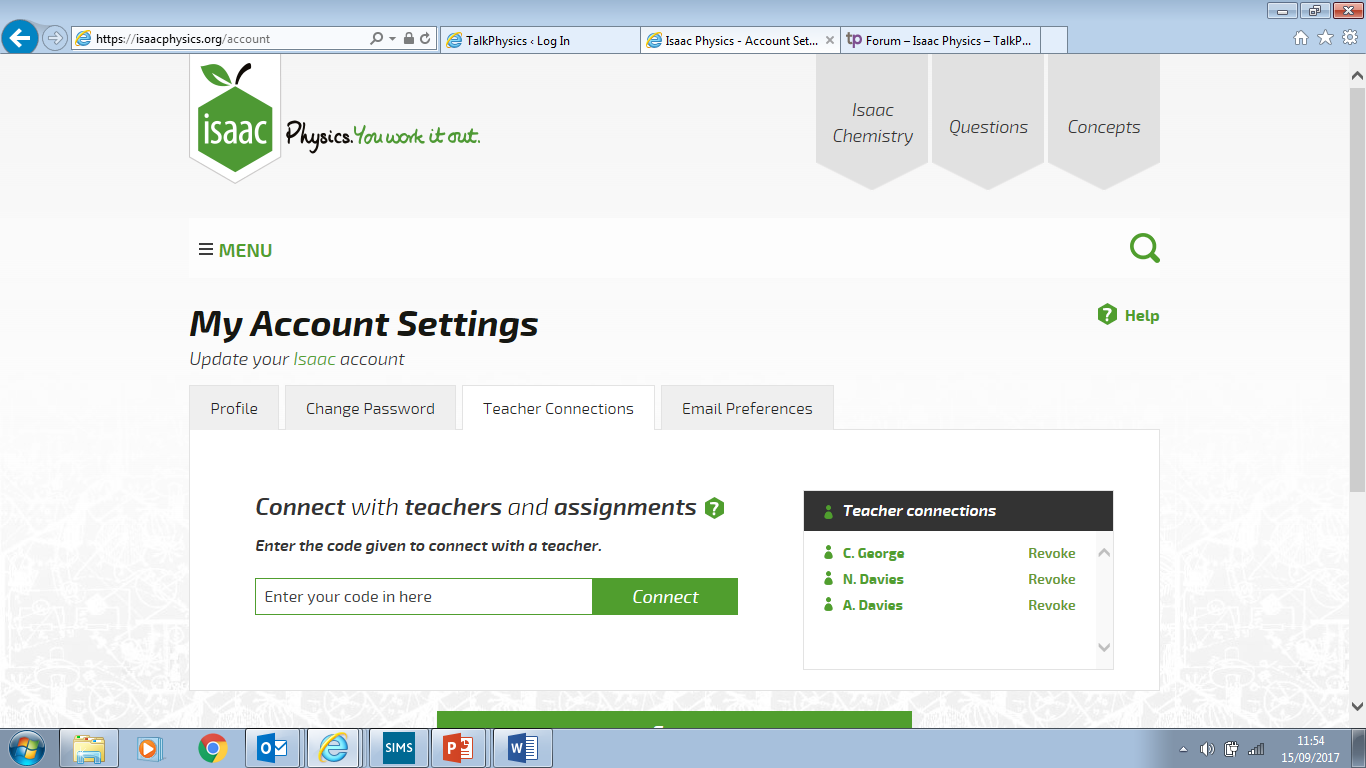 https://isaacphysics.org/account
TalkPhysics ‹ Log In
Isaac Physics - Account Set...
Forum – Isaac Physics – TalkP...
isaac
Physics. You work it out.
Isaac
Chemistry
Questions
Concepts
MENU
My Account Settings
Help
Update your Isaac account
Profile
Change Password
Teacher Connections
Email Preferences
Connect with teachers and assignments ?
Enter the code given to connect with a teacher.
Enter your code in here
Connect
Teacher connections
C. George Revoke
N. Davies Revoke
A. Davies Revoke
SIMS
11:54
15/09/2017